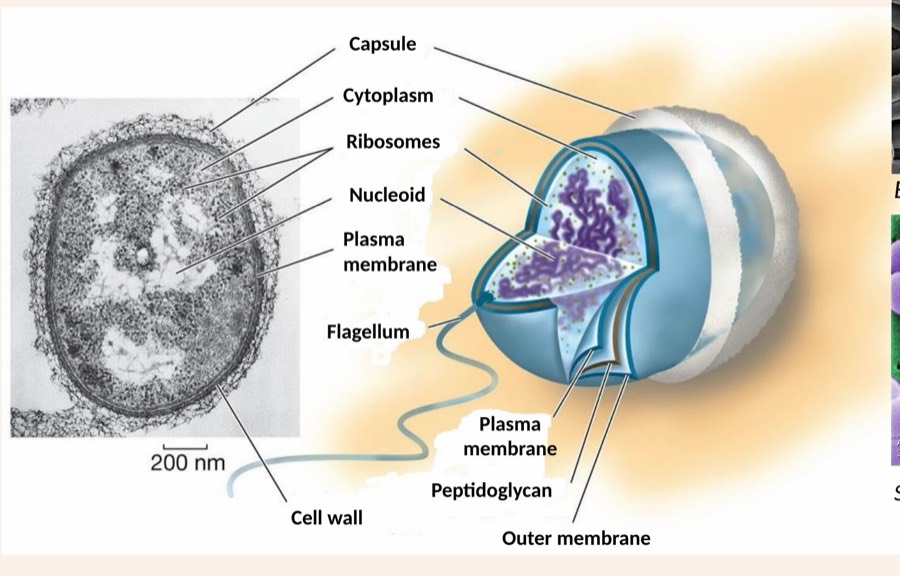 Capsule
Cytoplasm
Ribosomes
Nucleoid
Plasma
membrane
Flagellum
Plasma
membrane
200 nm
Peptidoglycan
Cell wall
Outer membrane